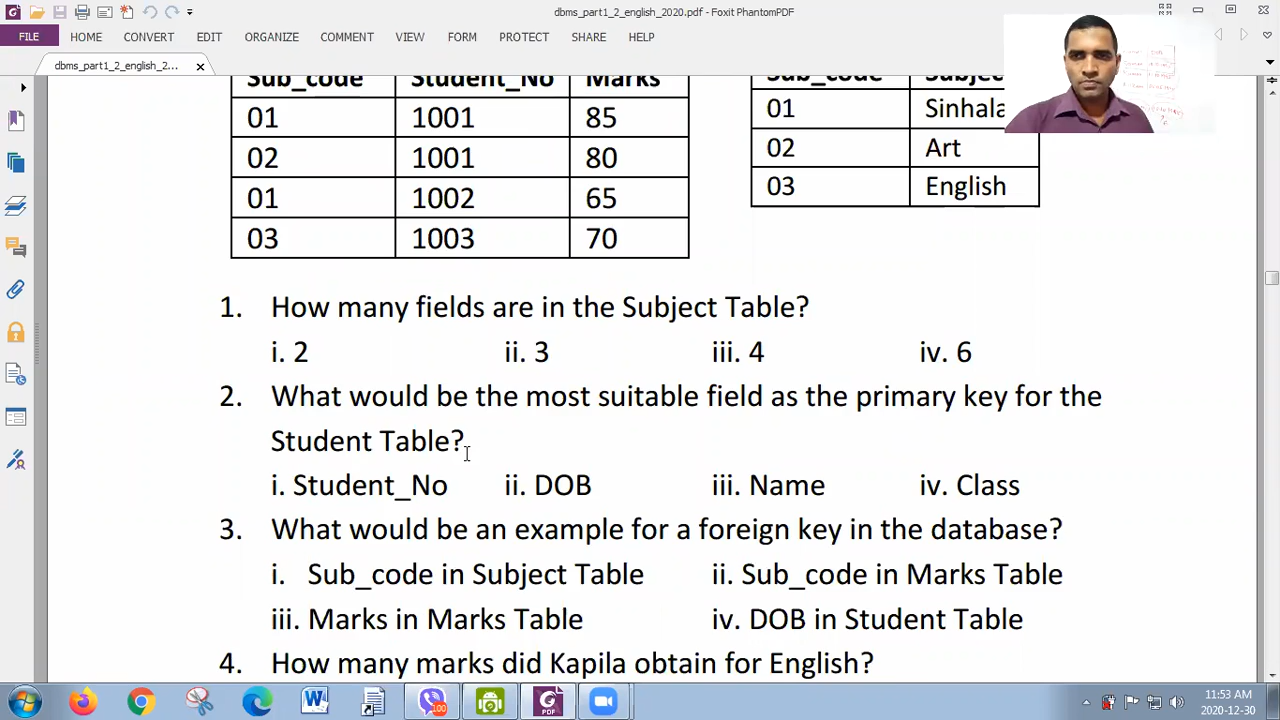 dbms_part1_2_english_2020.pdf - Foxit PhantomPDF
FILE HOME CONVERT EDIT ORGANIZE COMMENT VIEW FORM PROTECT SHARE HELP
dbms_part1_2_english_2...
Sub_code Student_No Marks
01 1001 85
02 1001 80
01 1002 65
03 1003 70
Sub_code Subjec
01 Sinhala
02 Art
03 English
1. How many fields are in the Subject Table?
i. 2 ii. 3 iii. 4 iv. 6
2. What would be the most suitable field as the primary key for the
Student Table?
i. Student_No ii. DOB iii. Name iv. Class
3. What would be an example for a foreign key in the database?
i. Sub_code in Subject Table ii. Sub_code in Marks Table
iii. Marks in Marks Table iv. DOB in Student Table
4. How many marks did Kapila obtain for English?
100
PDF
11:53 AM
2020-12-30